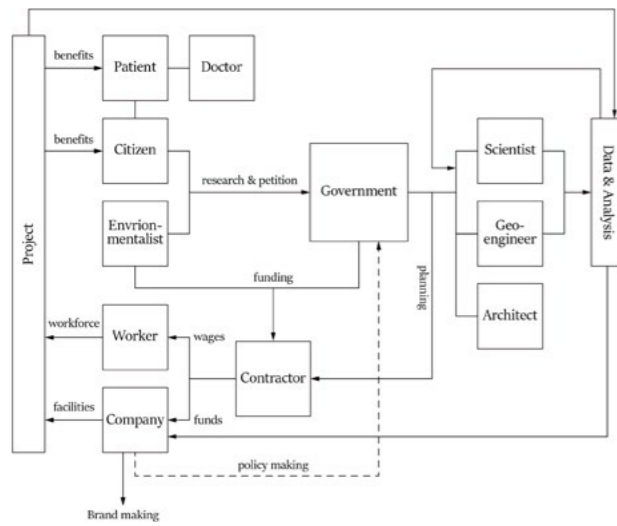 benefits
Patient
Doctor
benefits
Citizen
Scientist
research & petition
Government
Data & Analysis
Project
Envrion-
mentalist
Geo-
engineer
funding
planning
Architect
workforce
Worker
wages
Contractor
facilities
Company
funds
policy making
Brand making